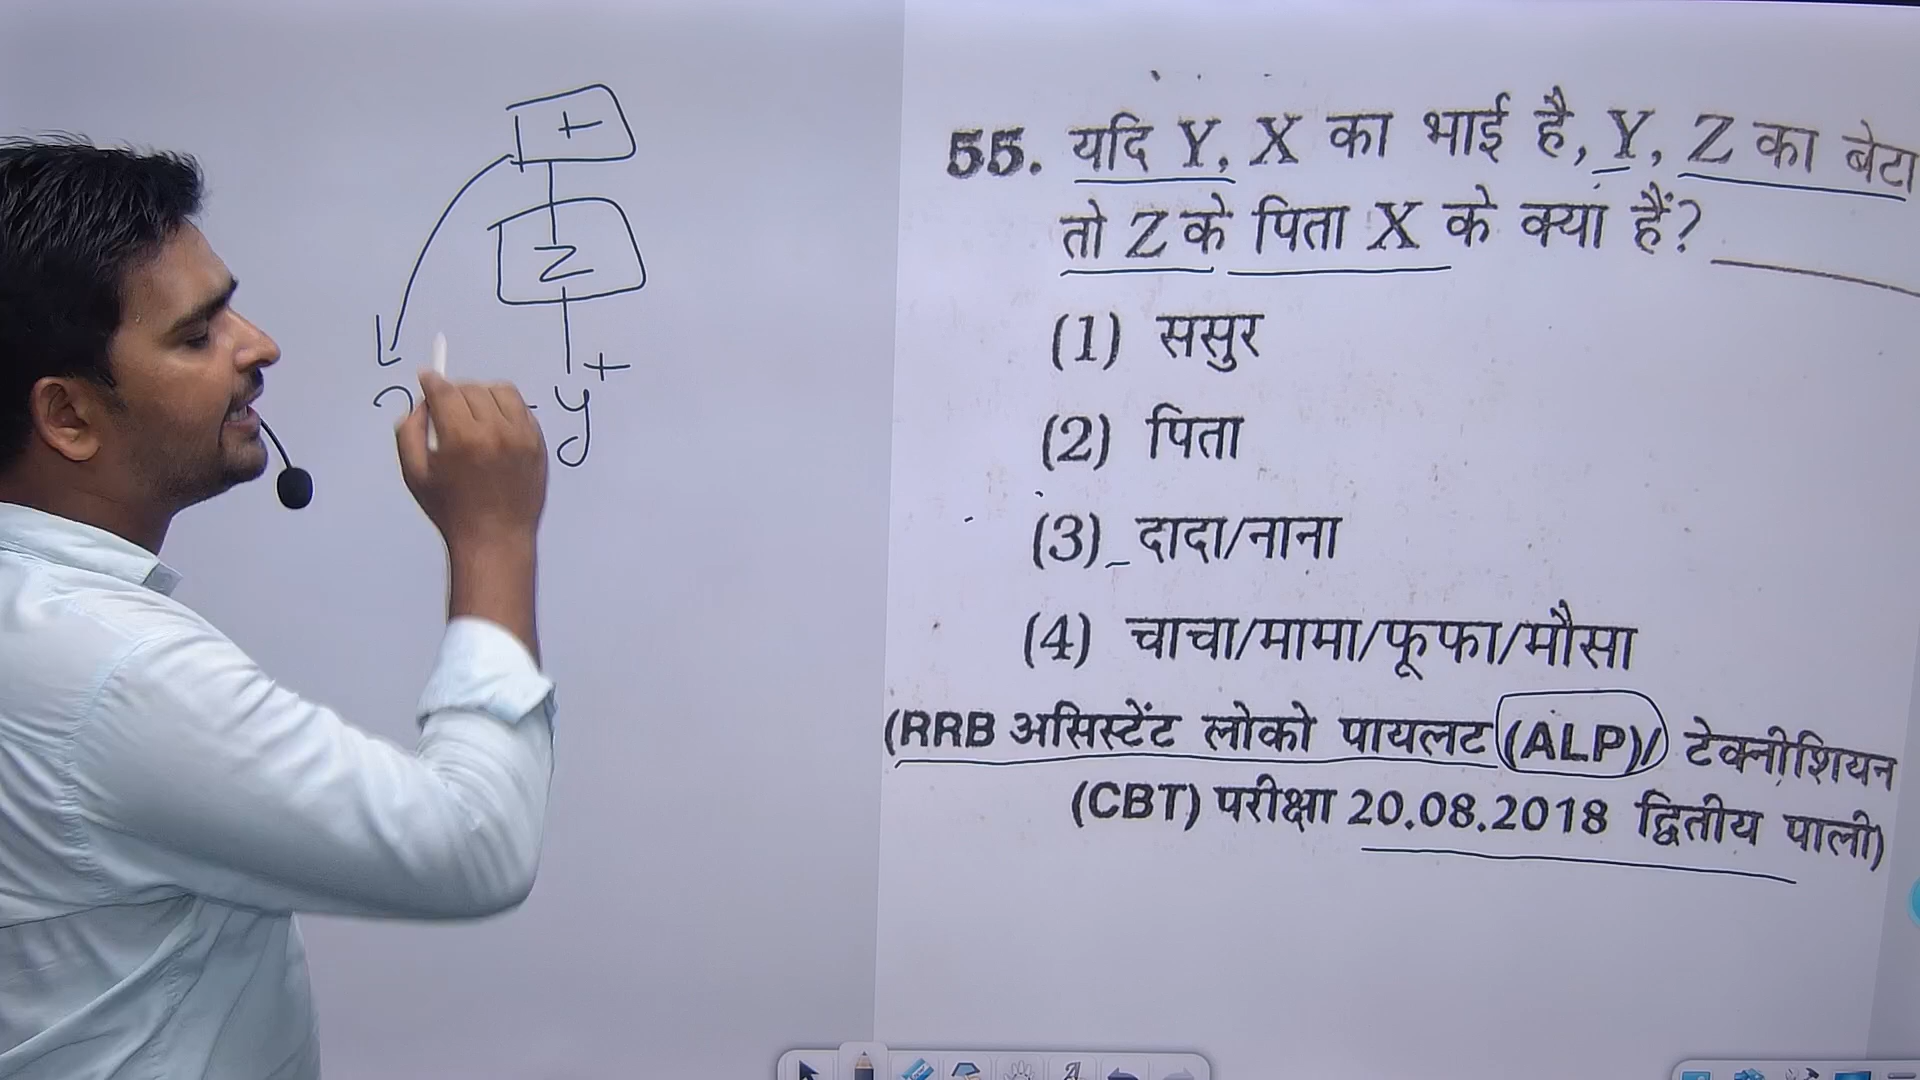 +
Z
+
y
55. यदि Y, X का भाई है, Y, Z का बेटा
तो Z के पिता X के क्या हैं?
(1) ससुर
(2) पिता
(3) दादा/नाना
(4) चाचा/मामा/फूफा/मौसा
(RRB असिस्टेंट लोको पायलट (ALP)/ टेक्नीशियन
(CBT) परीक्षा 20.08.2018 द्वितीय पाली)